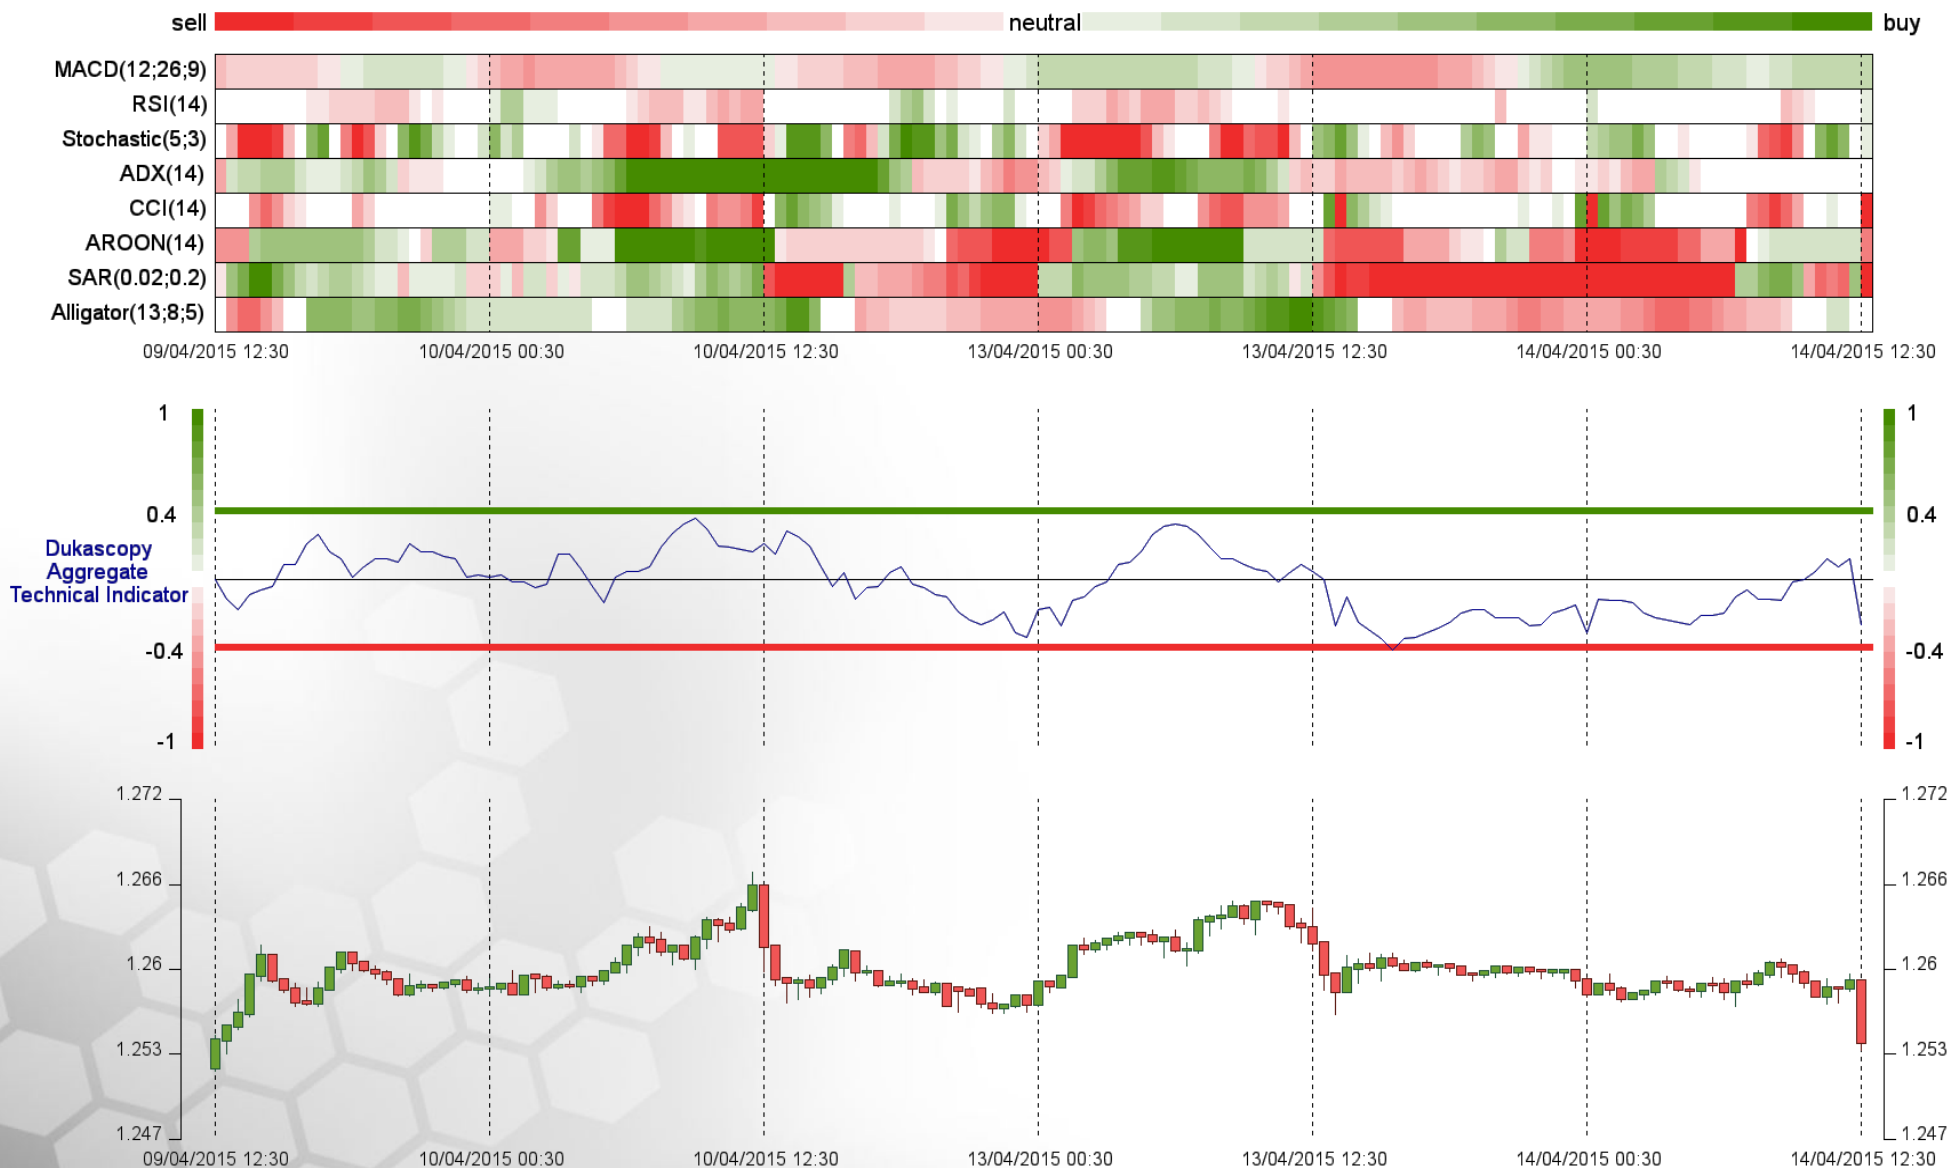 sell neutral buy
MACD(12;26;9)
RSI(14)
Stochastic(5;3)
ADX(14)
CCI(14)
AROON(14)
SAR(0.02;0.2)
Alligator(13;8;5)
09/04/2015 12:30 10/04/2015 00:30 10/04/2015 12:30 13/04/2015 00:30 13/04/2015 12:30 14/04/2015 00:30 14/04/2015 12:30
1 1
0.4 0.4
Dukascopy
Aggregate
Technical Indicator
-0.4 -0.4
-1 -1
1.272 1.272
1.266 1.266
1.26 1.26
1.253 1.253
1.247 1.247
09/04/2015 12:30 10/04/2015 00:30 10/04/2015 12:30 13/04/2015 00:30 13/04/2015 12:30 14/04/2015 00:30 14/04/2015 12:30